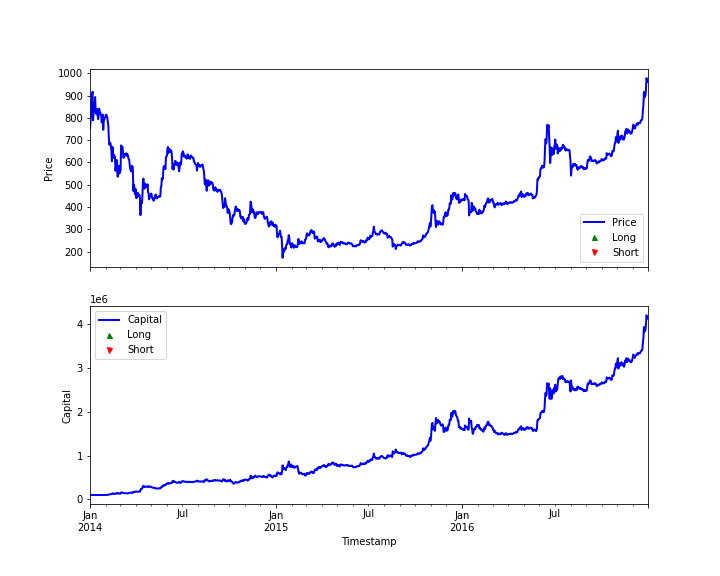 1000
900
800
700
600
500
400
300
200
Price
Price
Long
Short
1e6
4
3
2
1
0
Capital
Capital
Long
Short
Jan
2014
Jul
Jan
2015
Jul
Jan
2016
Jul
Timestamp